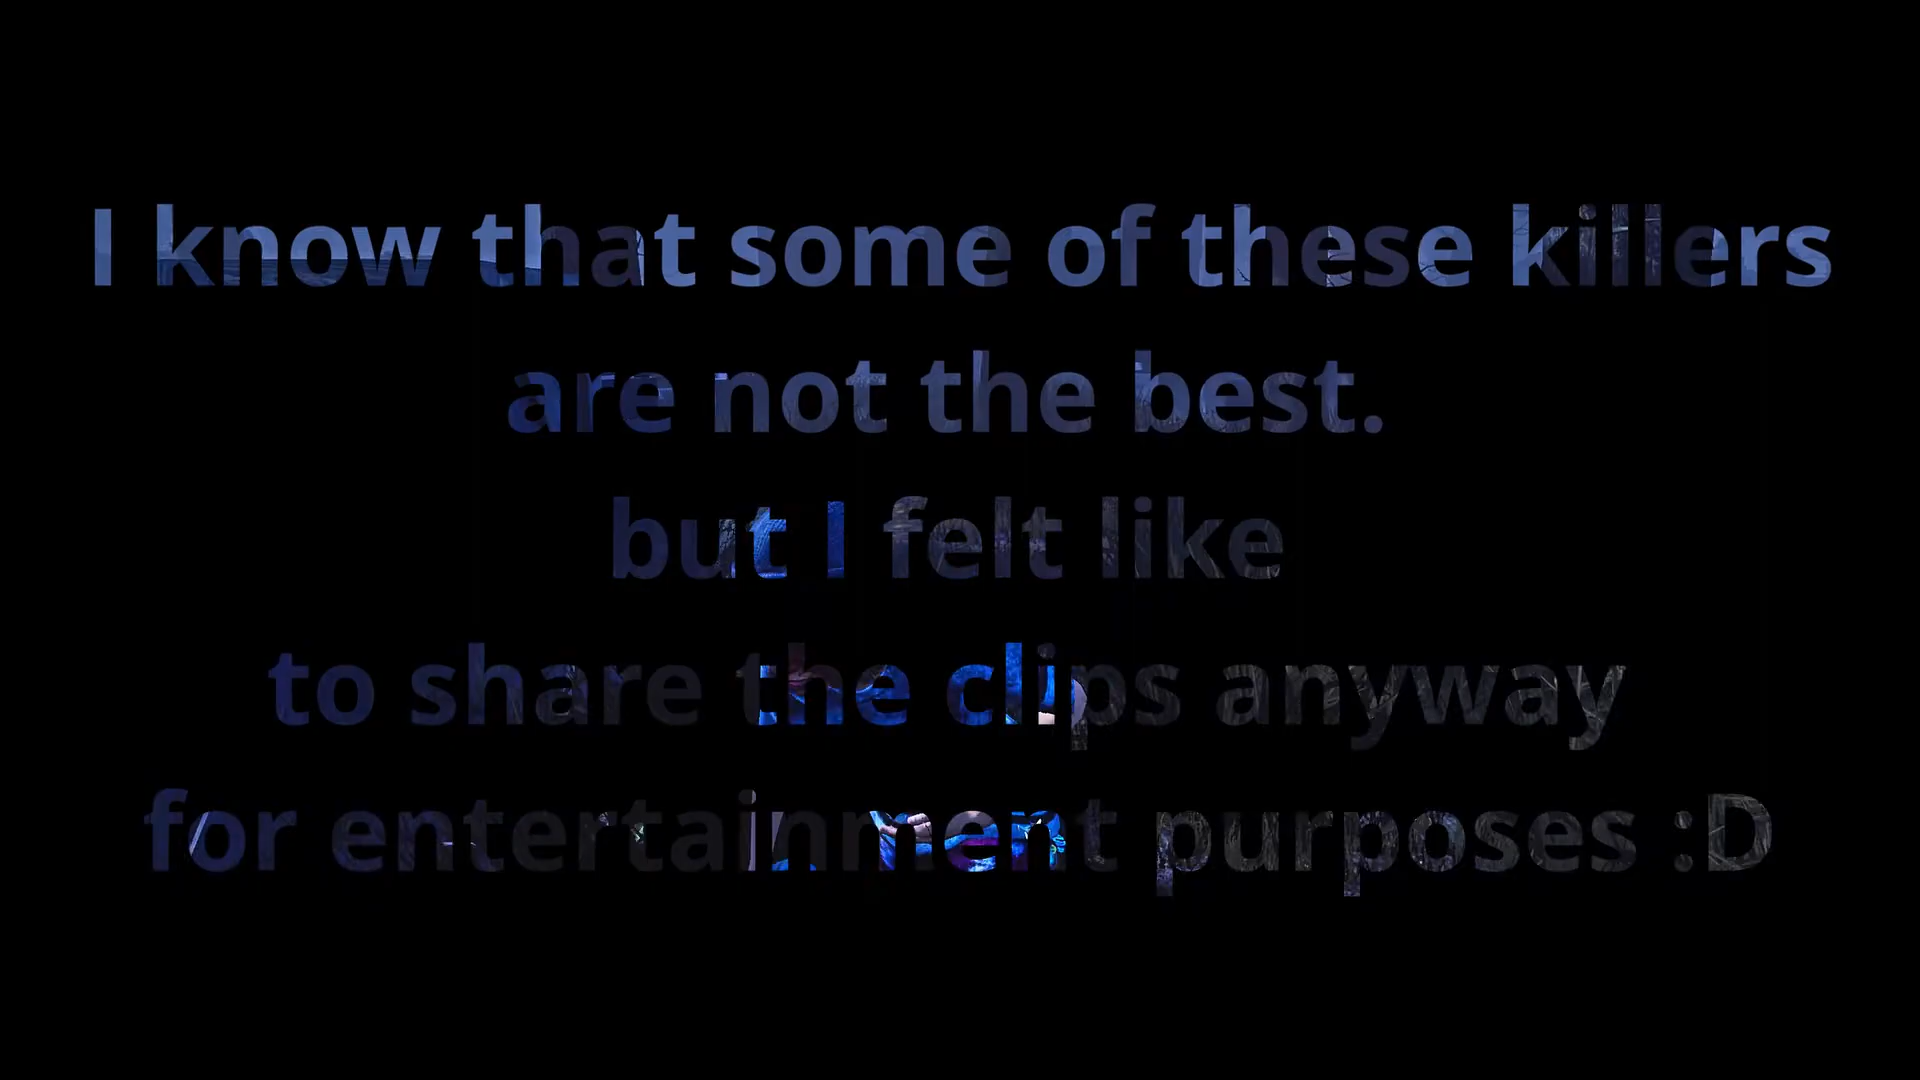 I know that some of these killers
are not the best.
but I felt like
to share the clips anyway
for entertainment purposes :D